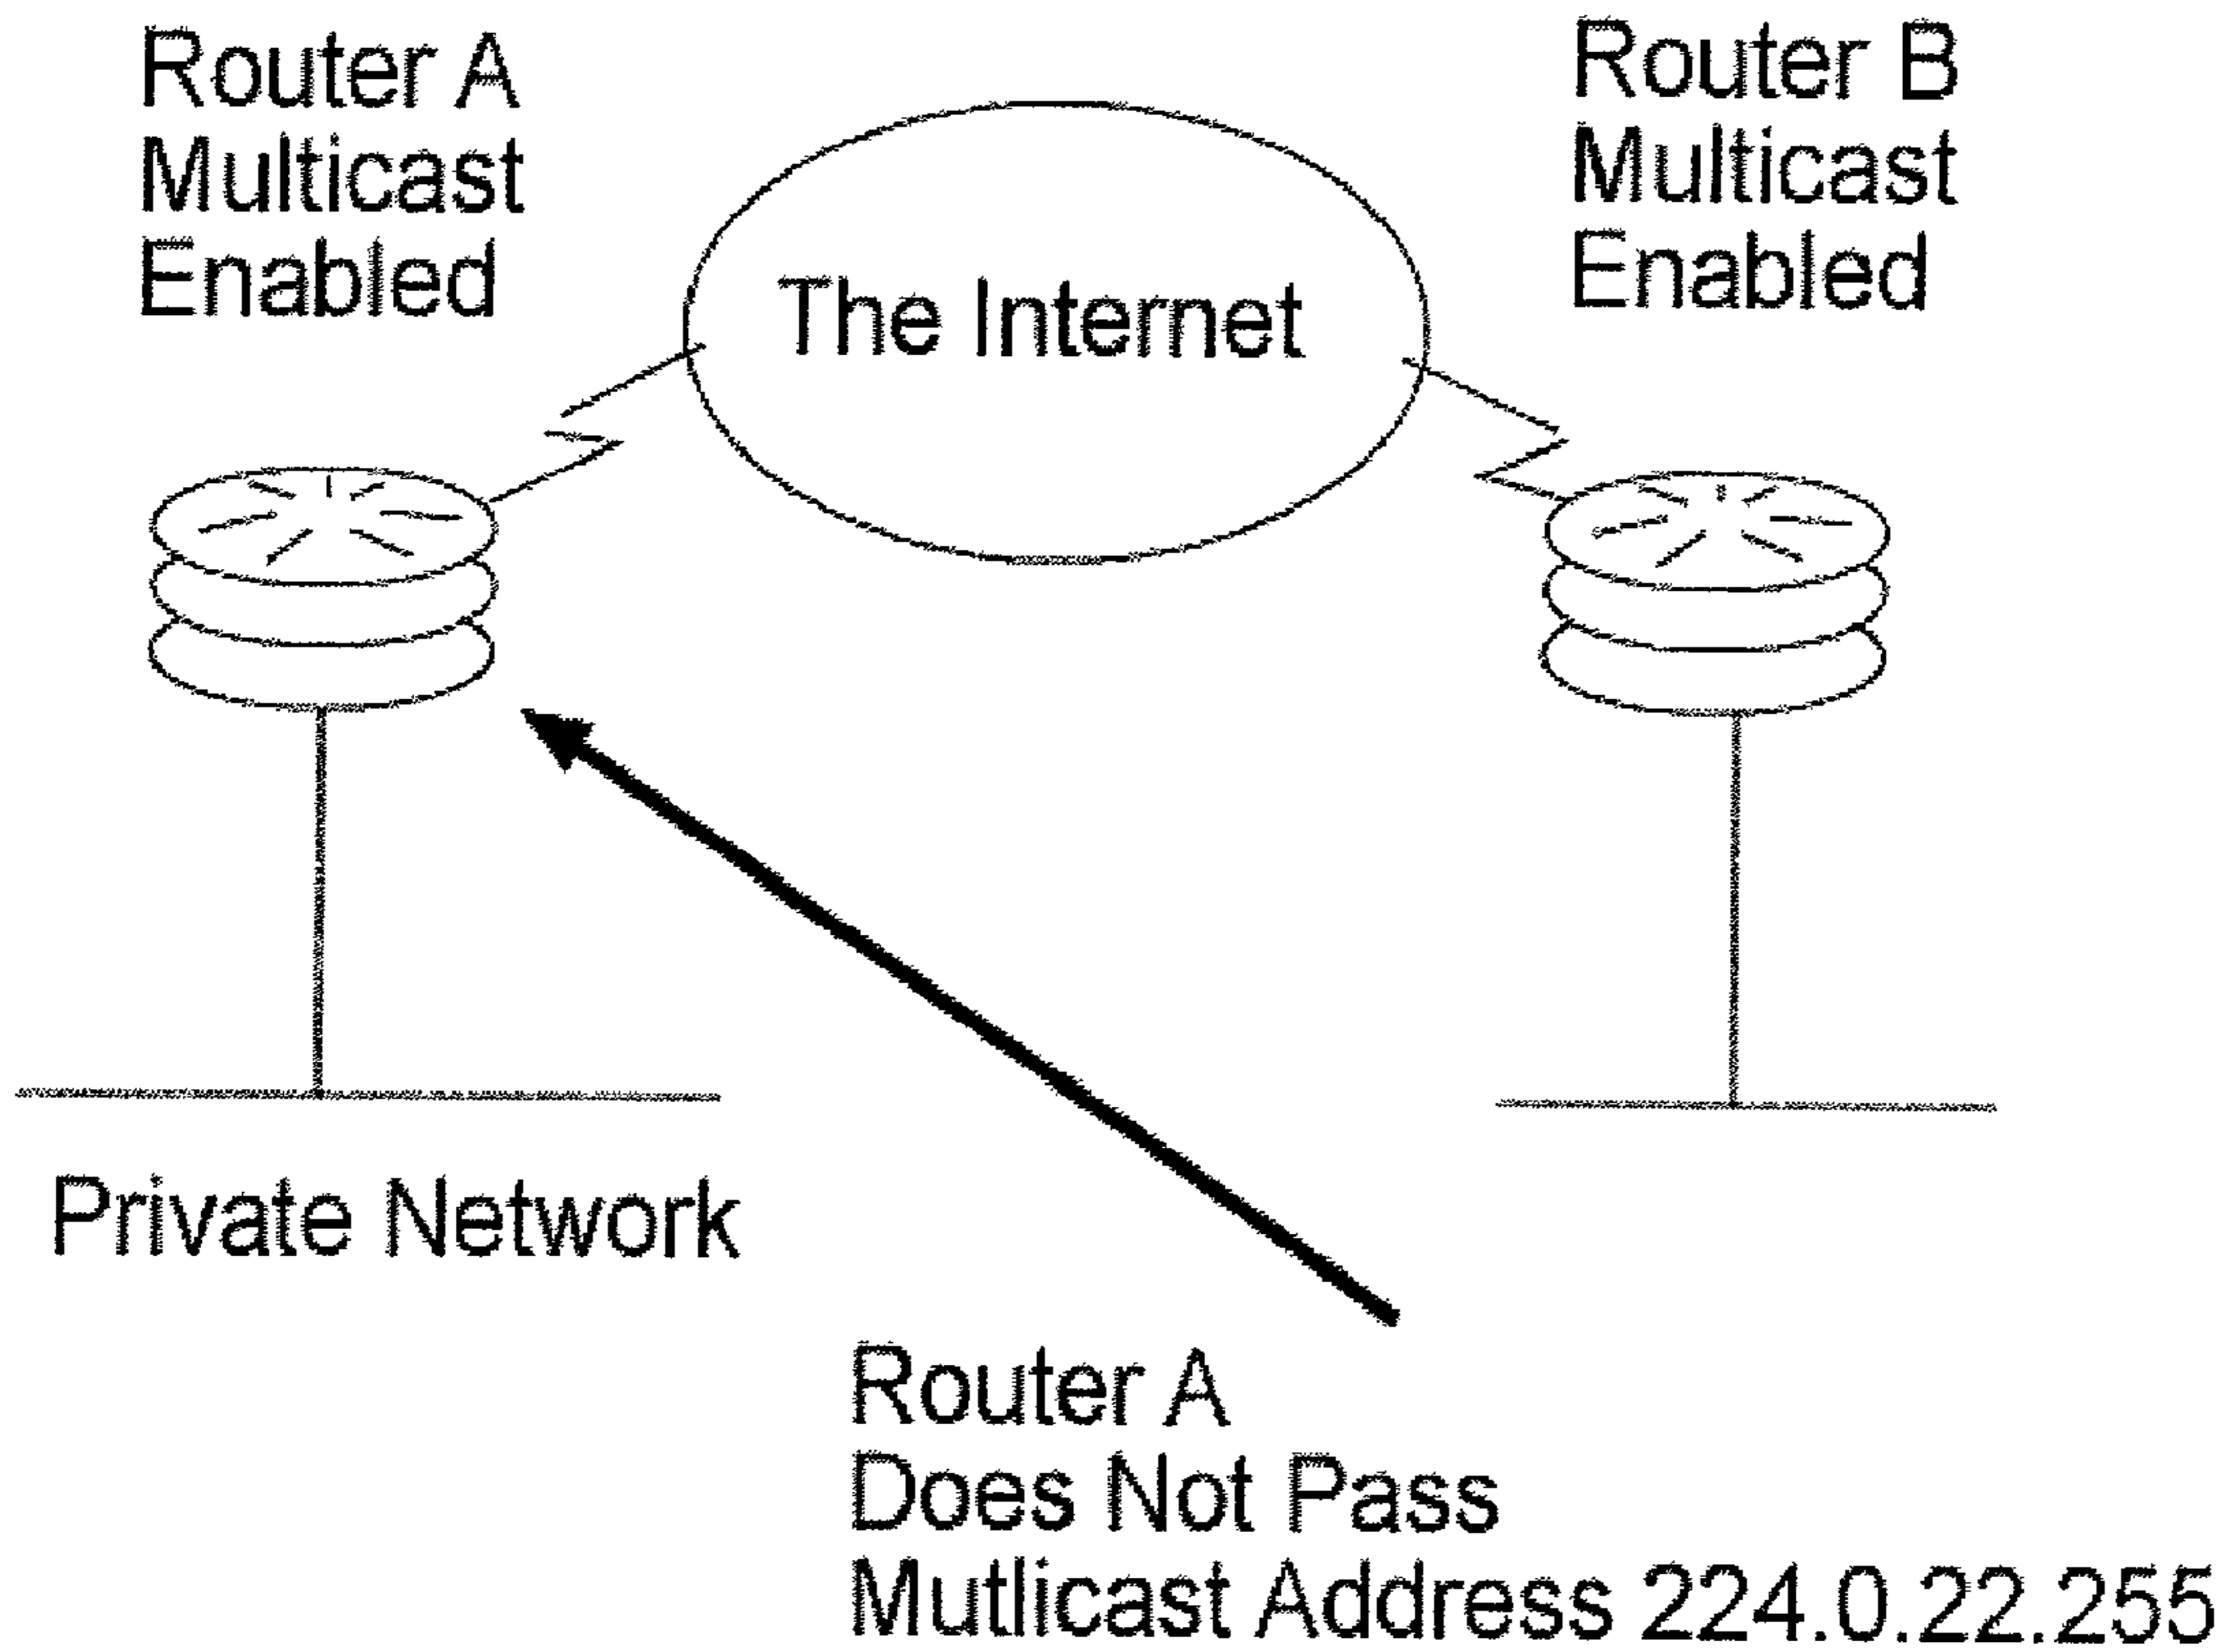 Router A
Multicast
Enabled
The Internet
Router B
Multicast
Enabled
Private Network
Router A
Does Not Pass
Mutlicast Address 224.0.22.255